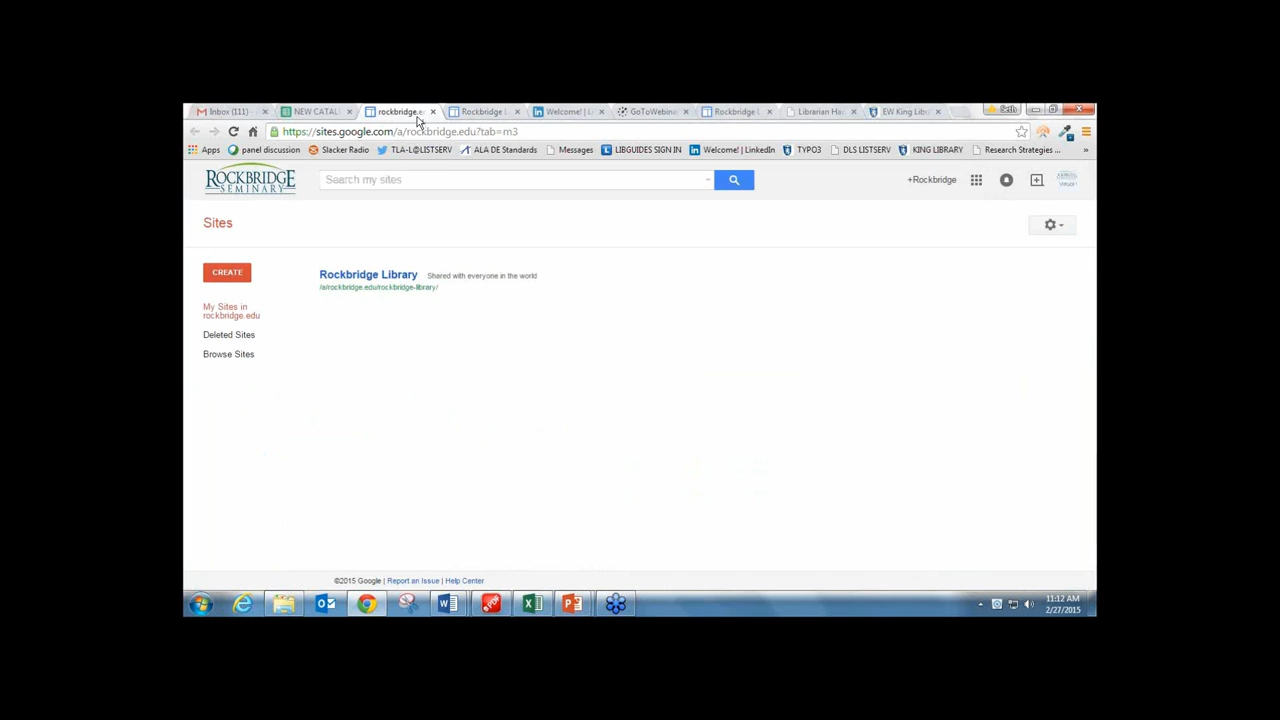 Inbox (111)
NEW CATAL
rockbridge.e
Rockbridge L
Welcome! | L
GoToWebina
Rockbridge L
Librarian Ha
EW King Libr
Seth
https://sites.google.com/a/rockbridge.edu?tab=m3
Apps
panel discussion
Slacker Radio
TLA-L@LISTSERV
ALA DE Standards
Messages
LIBGUIDES SIGN IN
Welcome! | LinkedIn
TYPO3
DLS LISTSERV
KING LIBRARY
Research Strategies ...
»
ROCKBRIDGE
SEMINARY
Search my sites
+Rockbridge
Sites
CREATE
Rockbridge Library
Shared with everyone in the world
/a/rockbridge.edu/rockbridge-library/
My Sites in
rockbridge.edu
Deleted Sites
Browse Sites
©2015 Google | Report an Issue | Help Center
11:12 AM
2/27/2015